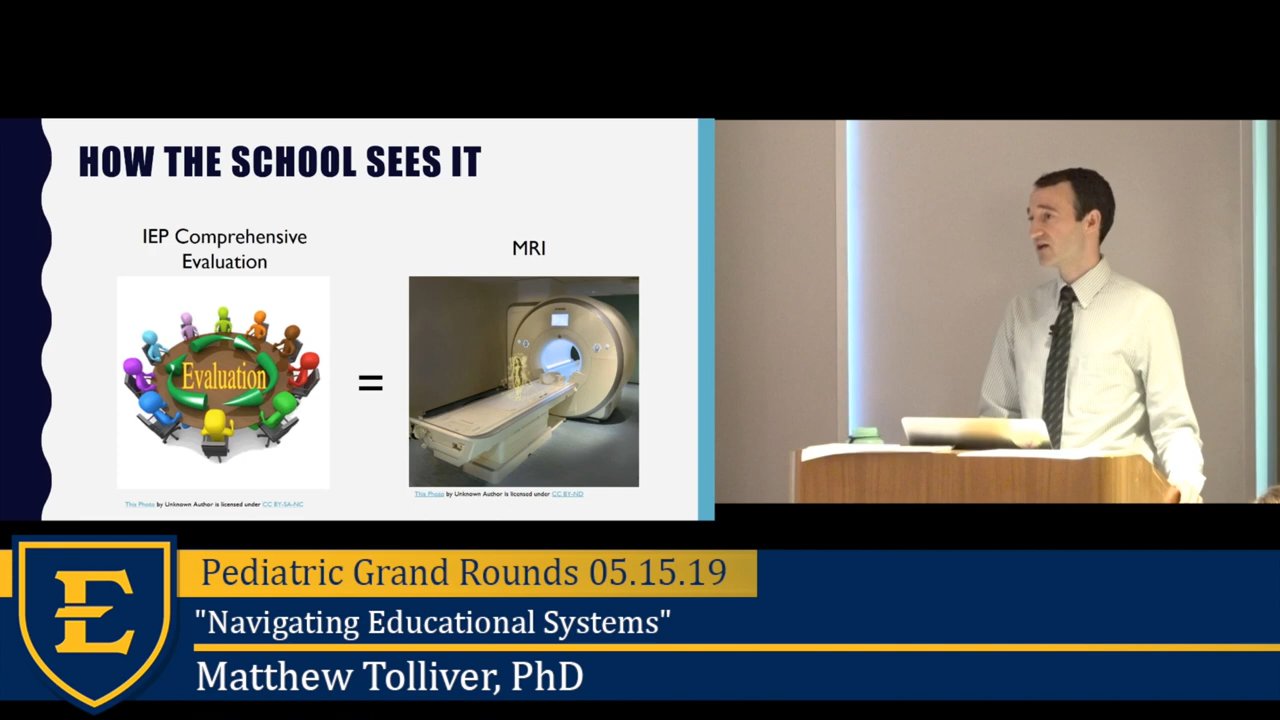 HOW THE SCHOOL SEES IT
IEP Comprehensive
Evaluation
MRI
Evaluation
=
This Photo by Unknown Author is licensed under CC BY-SA-NC
This Photo by Unknown Author is licensed under CC BY-ND
E
Pediatric Grand Rounds 05.15.19
"Navigating Educational Systems"
Matthew Tolliver, PhD